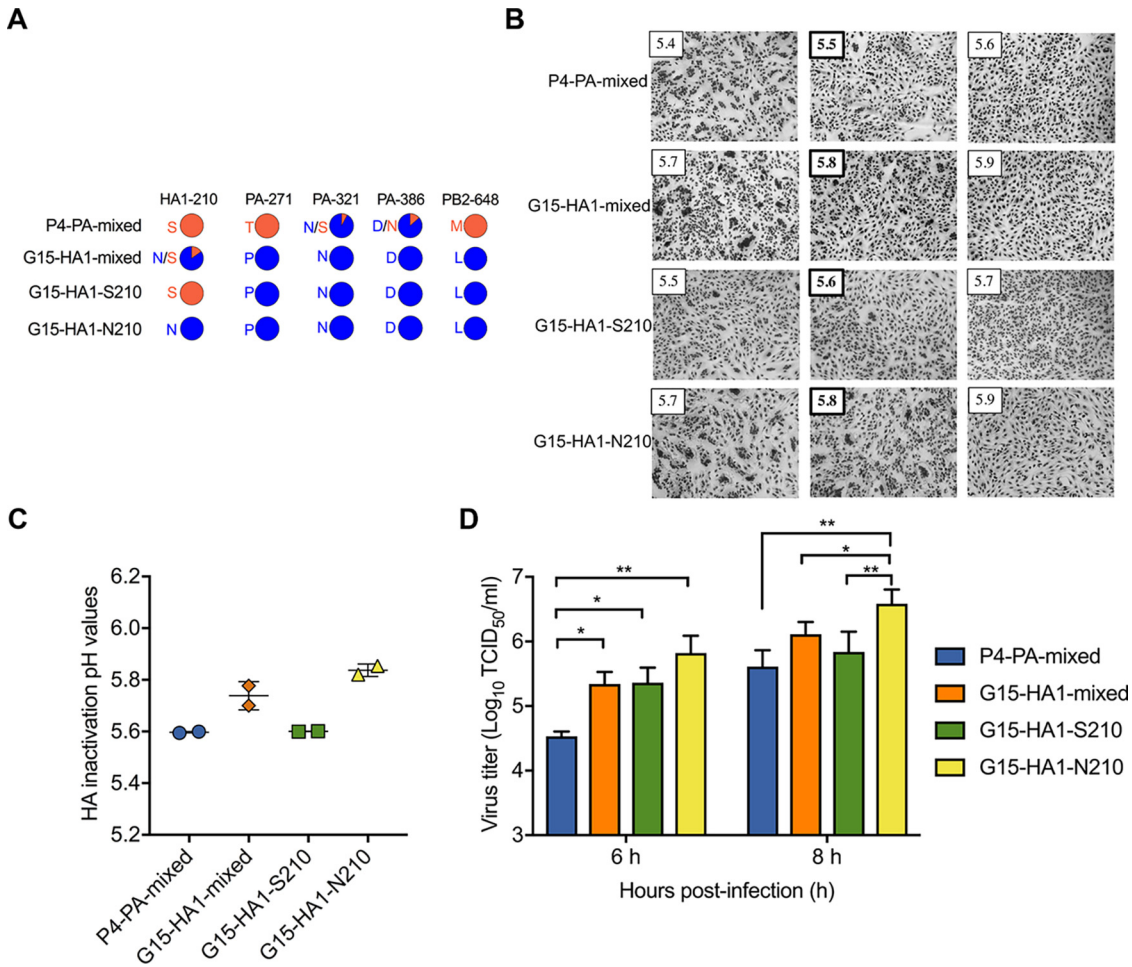 A
HA1-210 PA-271 PA-321 PA-386 PB2-648
P4-PA-mixed S T N/S D/N M
G15-HA1-mixed N/S P N D L
G15-HA1-S210 S P N D L
G15-HA1-N210 N P N D L
B
P4-PA-mixed 5.4 5.5 5.6
G15-HA1-mixed 5.7 5.8 5.9
G15-HA1-S210 5.5 5.6 5.7
G15-HA1-N210 5.7 5.8 5.9
C
HA inactivation pH values
6.2
6.0
5.8
5.6
5.4
5.2
P4-PA-mixed
G15-HA1-mixed
G15-HA1-S210
G15-HA1-N210
D
Virus titer (Log10 TCID50/ml)
7
6
5
4
3
** * * ** * **
6 h 8 h
Hours post-infection (h)
P4-PA-mixed
G15-HA1-mixed
G15-HA1-S210
G15-HA1-N210